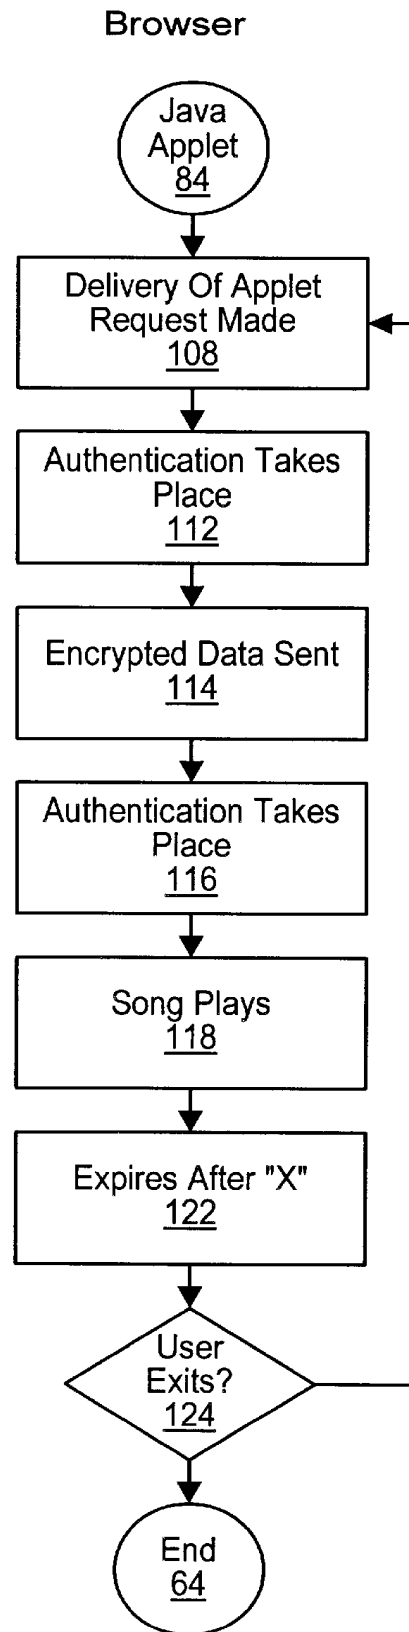 Browser
Java
Applet
84
Delivery Of Applet
Request Made
108
Authentication Takes
Place
112
Encrypted Data Sent
114
Authentication Takes
Place
116
Song Plays
118
Expires After "X"
122
User
Exits?
124
End
64